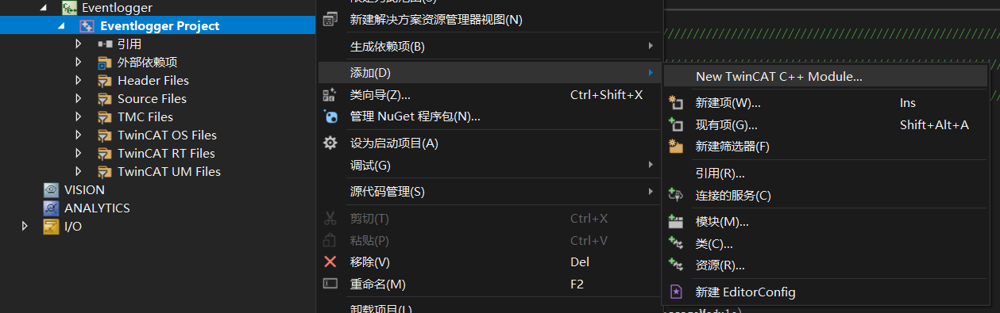 Eventlogger
Eventlogger Project
引用
外部依赖项
Header Files
Source Files
TMC Files
TwinCAT OS Files
TwinCAT RT Files
TwinCAT UM Files
VISION
ANALYTICS
I/O
新建解决方案资源管理器视图(N)
生成依赖项(B)
添加(D)
类向导(Z)... Ctrl+Shift+X
管理 NuGet 程序包(N)...
设为启动项目(A)
调试(G)
源代码管理(S)
剪切(T) Ctrl+X
粘贴(P) Ctrl+V
移除(V) Del
重命名(M) F2
卸载项目(L)
New TwinCAT C++ Module...
新建项(W)... Ins
现有项(G)... Shift+Alt+A
新建筛选器(F)
引用(R)...
连接的服务(C)
模块(M)...
类(C)...
资源(R)...
新建 EditorConfig